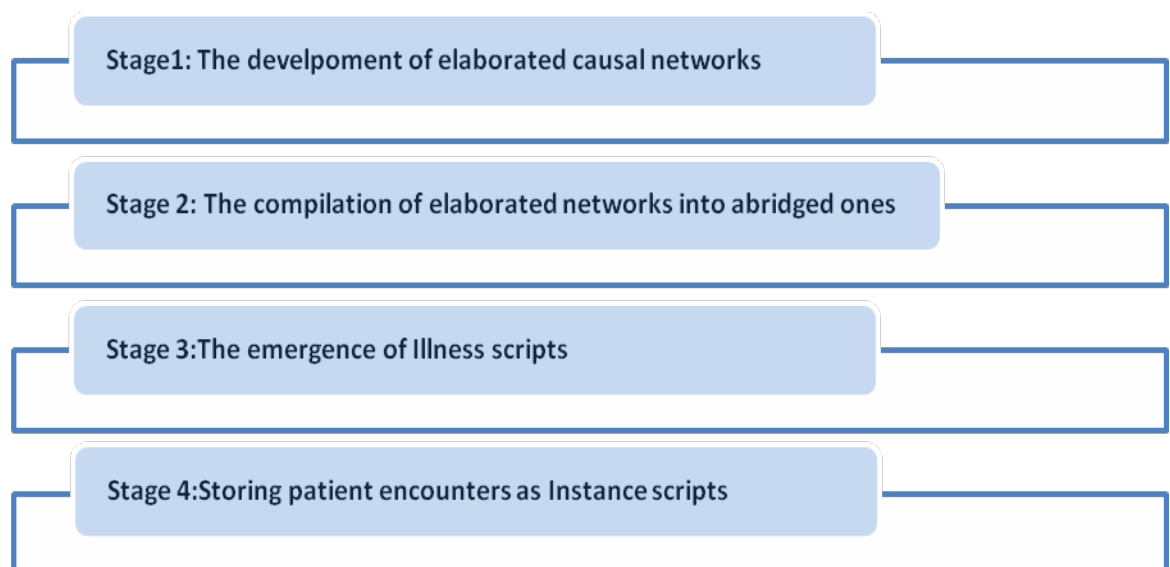 Stage1: The develpoment of elaborated causal networks
Stage 2: The compilation of elaborated networks into abridged ones
Stage 3:The emergence of Illness scripts
Stage 4:Storing patient encounters as Instance scripts